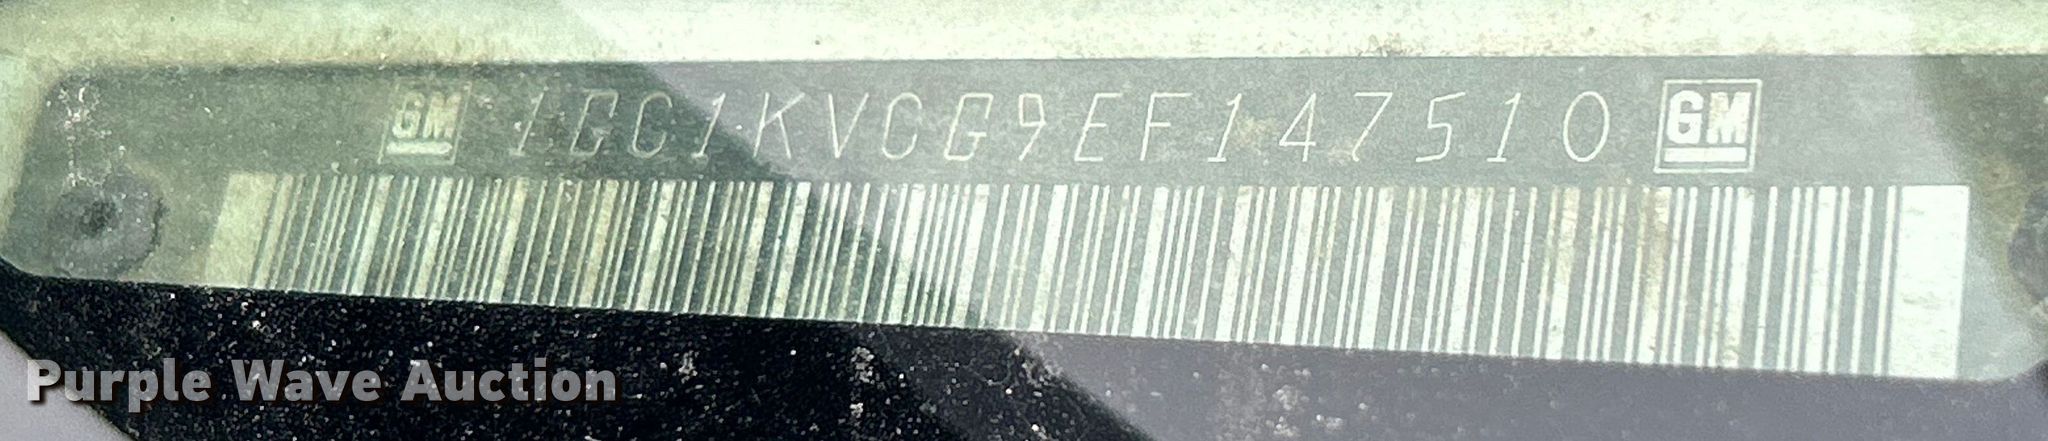 GM 1GC1KVCG9EF147510 GM
Purple Wave Auction